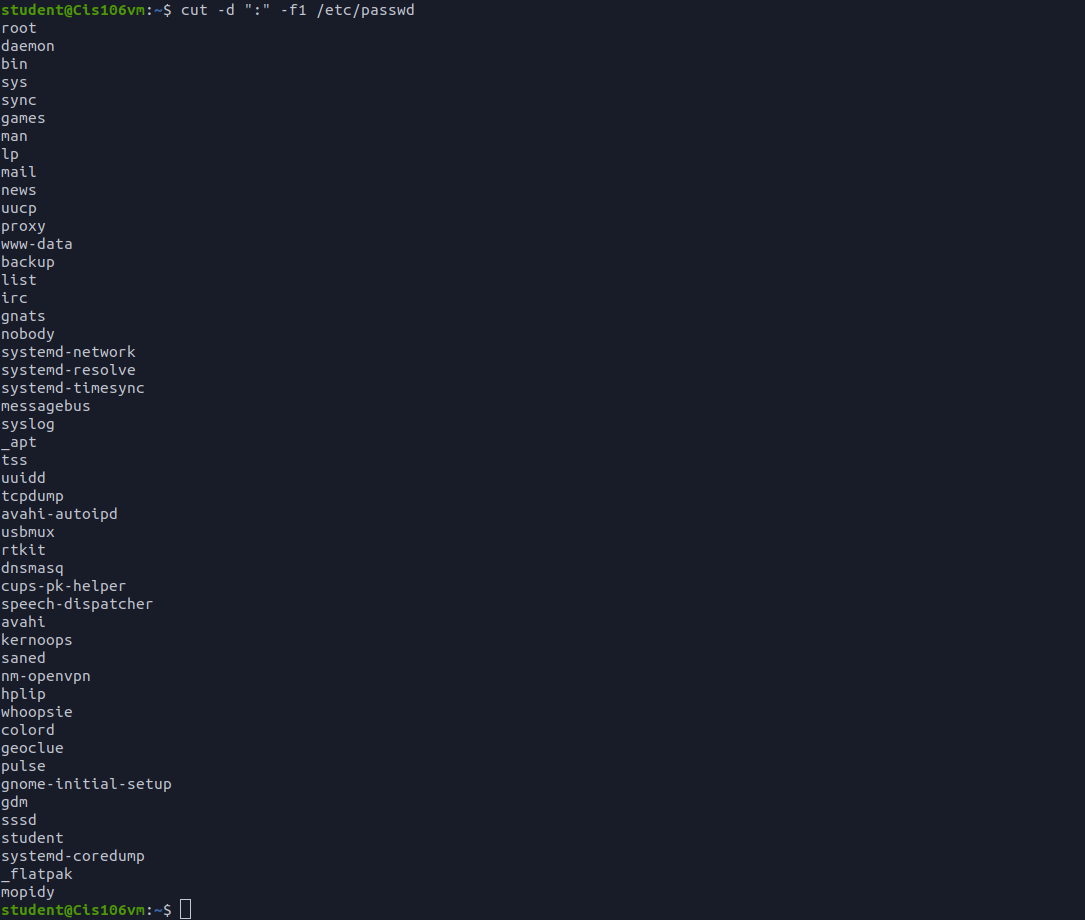 student@Cis106vm:~$ cut -d ":" -f1 /etc/passwd
root
daemon
bin
sys
sync
games
man
lp
mail
news
uucp
proxy
www-data
backup
list
irc
gnats
nobody
systemd-network
systemd-resolve
systemd-timesync
messagebus
syslog
_apt
tss
uuidd
tcpdump
avahi-autoipd
usbmux
rtkit
dnsmasq
cups-pk-helper
speech-dispatcher
avahi
kernoops
saned
nm-openvpn
hplip
whoopsie
colord
geoclue
pulse
gnome-initial-setup
gdm
sssd
student
systemd-coredump
_flatpak
mopidy
student@Cis106vm:~$